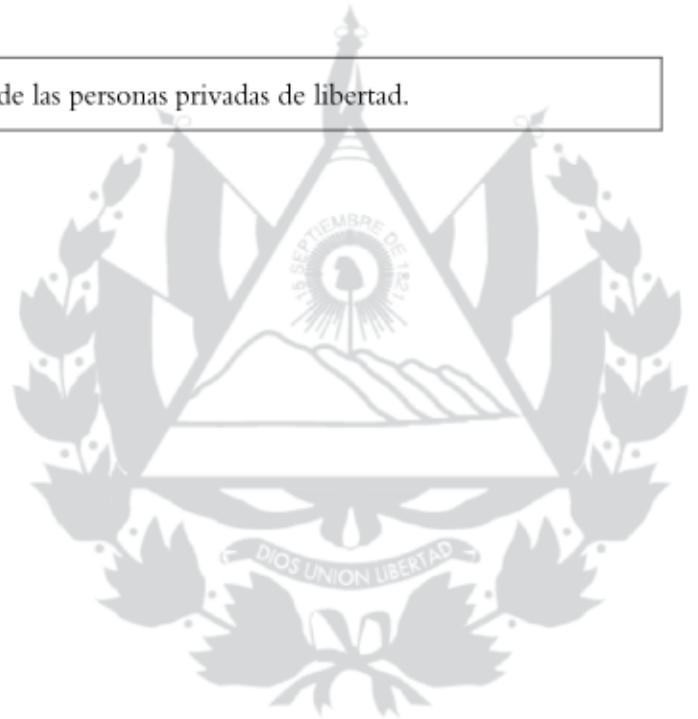 de las personas privadas de libertad.
15 SEPTIEMBRE DE 1821
DIOS UNION LIBERTAD